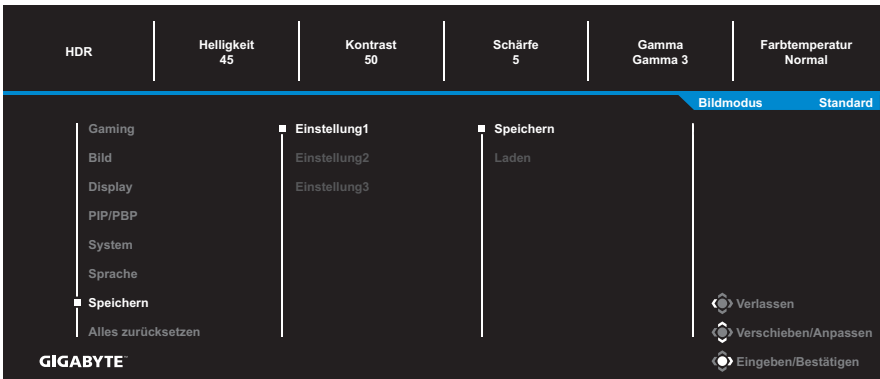 HDR
Helligkeit
45
Kontrast
50
Schärfe
5
Gamma
Gamma 3
Farbtemperatur
Normal
Bildmodus Standard
Gaming
Bild
Display
PIP/PBP
System
Sprache
Speichern
Alles zurücksetzen
Einstellung1
Einstellung2
Einstellung3
Speichern
Laden
Verlassen
Verschieben/Anpassen
Eingeben/Bestätigen
GIGABYTE™